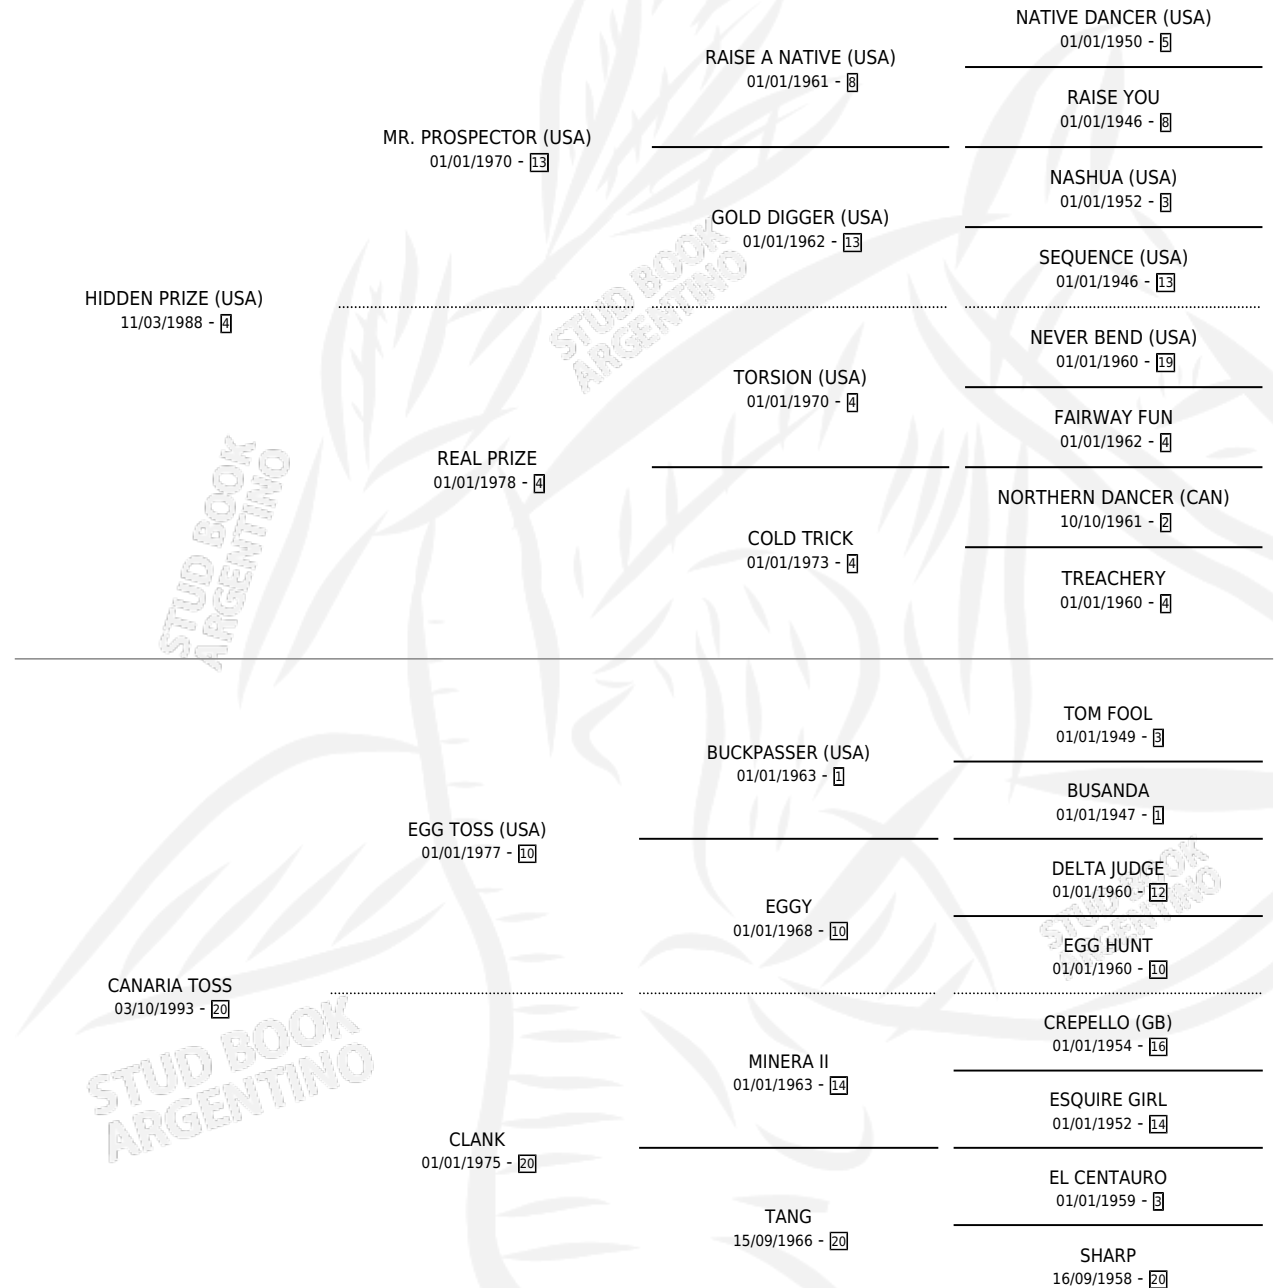 NATIVE DANCER (USA)
01/01/1950 - 5
RAISE A NATIVE (USA)
01/01/1961 - 8
RAISE YOU
01/01/1946 - 8
MR. PROSPECTOR (USA)
01/01/1970 - 13
NASHUA (USA)
01/01/1952 - 3
GOLD DIGGER (USA)
01/01/1962 - 13
SEQUENCE (USA)
01/01/1946 - 13
HIDDEN PRIZE (USA)
11/03/1988 - 4
NEVER BEND (USA)
01/01/1960 - 19
TORSION (USA)
01/01/1970 - 4
FAIRWAY FUN
01/01/1962 - 4
REAL PRIZE
01/01/1978 - 4
NORTHERN DANCER (CAN)
10/10/1961 - 2
COLD TRICK
01/01/1973 - 4
TREACHERY
01/01/1960 - 4
TOM FOOL
01/01/1949 - 3
BUCKPASSER (USA)
01/01/1963 - 1
BUSANDA
01/01/1947 - 1
EGG TOSS (USA)
01/01/1977 - 10
DELTA JUDGE
01/01/1960 - 12
EGGY
01/01/1968 - 10
EGG HUNT
01/01/1960 - 10
CANARIA TOSS
03/10/1993 - 20
CREPELLO (GB)
01/01/1954 - 16
MINERA II
01/01/1963 - 14
ESQUIRE GIRL
01/01/1952 - 14
CLANK
01/01/1975 - 20
EL CENTAURO
01/01/1959 - 3
TANG
15/09/1966 - 20
SHARP
16/09/1958 - 20
STUD BOOK
ARGENTINO
STUD BOOK
ARGENTINO
STUD BOOK
ARGENTINO
STUD BOOK
ARGENTINO